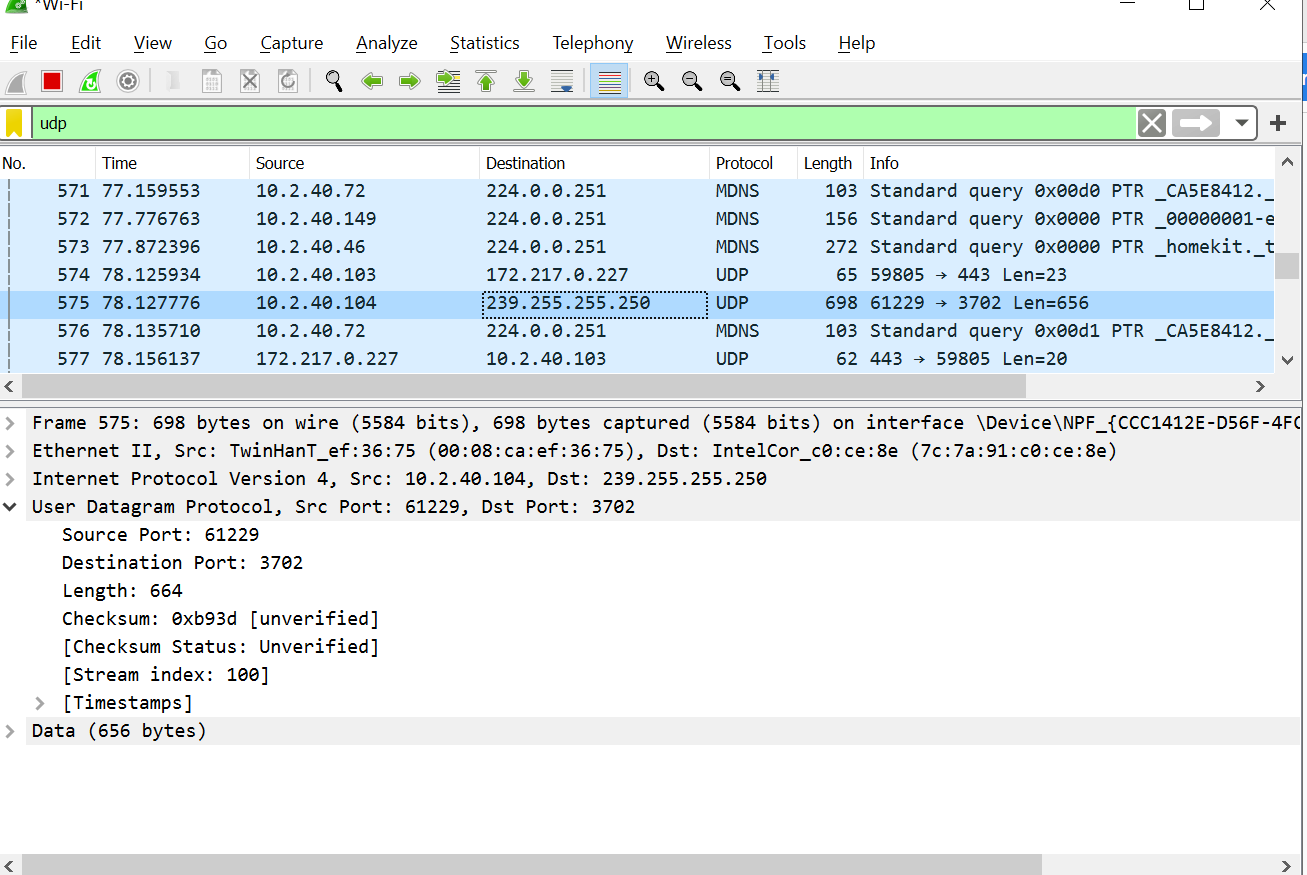 *Wi-Fi
File Edit View Go Capture Analyze Statistics Telephony Wireless Tools Help
udp
No. Time Source Destination Protocol Length Info
571 77.159553 10.2.40.72 224.0.0.251 MDNS 103 Standard query 0x00d0 PTR _CA5E8412._
572 77.776763 10.2.40.149 224.0.0.251 MDNS 156 Standard query 0x0000 PTR _00000001-e
573 77.872396 10.2.40.46 224.0.0.251 MDNS 272 Standard query 0x0000 PTR _homekit._t
574 78.125934 10.2.40.103 172.217.0.227 UDP 65 59805 → 443 Len=23
575 78.127776 10.2.40.104 239.255.255.250 UDP 698 61229 → 3702 Len=656
576 78.135710 10.2.40.72 224.0.0.251 MDNS 103 Standard query 0x00d1 PTR _CA5E8412._
577 78.156137 172.217.0.227 10.2.40.103 UDP 62 443 → 59805 Len=20
Frame 575: 698 bytes on wire (5584 bits), 698 bytes captured (5584 bits) on interface \Device\NPF_{CCC1412E-D56F-4FC
Ethernet II, Src: TwinHanT_ef:36:75 (00:08:ca:ef:36:75), Dst: IntelCor_c0:ce:8e (7c:7a:91:c0:ce:8e)
Internet Protocol Version 4, Src: 10.2.40.104, Dst: 239.255.255.250
User Datagram Protocol, Src Port: 61229, Dst Port: 3702
Source Port: 61229
Destination Port: 3702
Length: 664
Checksum: 0xb93d [unverified]
[Checksum Status: Unverified]
[Stream index: 100]
[Timestamps]
Data (656 bytes)